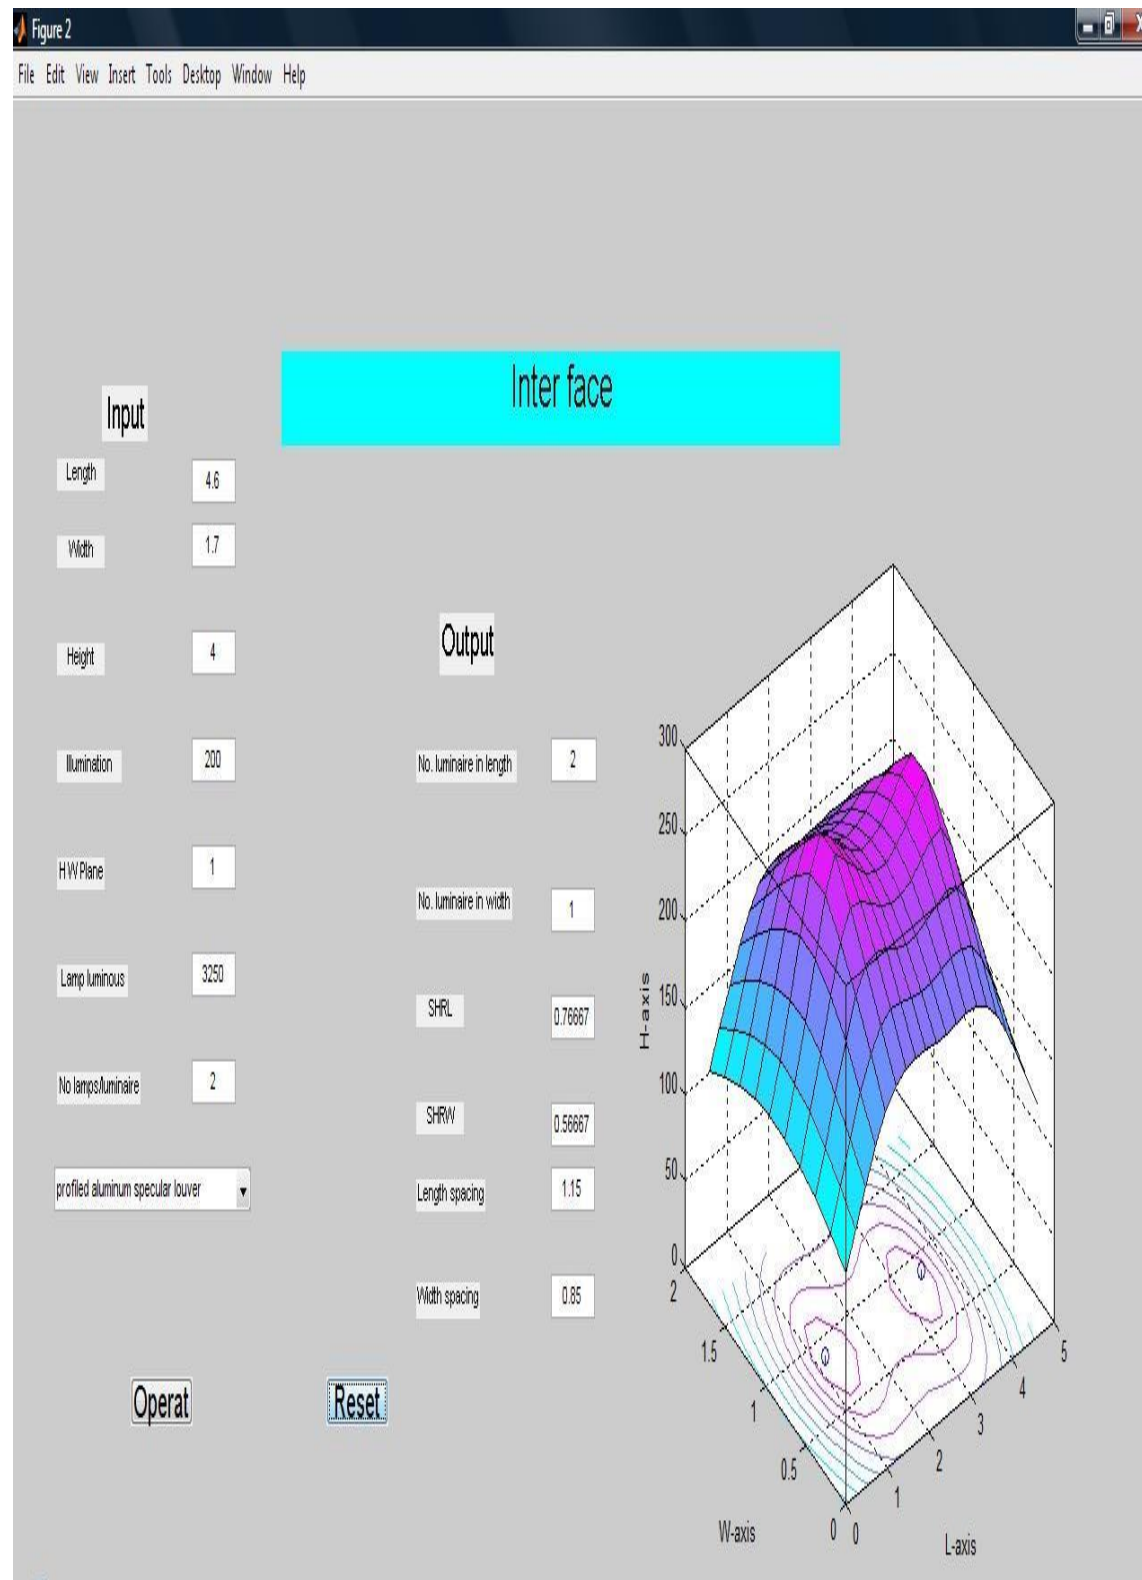 Figure 2
File Edit View Insert Tools Desktop Window Help
Inter face
Input
Length 4.6
Width 1.7
Height 4
Illumination 200
H W Plane 1
Lamp luminous 3250
No lamps/luminaire 2
profiled aluminum specular louver
Operat
Reset
Output
No. luminaire in length 2
No. luminaire in width 1
SHRL 0.76667
SHRW 0.56667
Length spacing 1.15
Width spacing 0.85
300
250
200
150
100
50
0
H-axis
2
1.5
1
0.5
0
W-axis
0
1
2
3
4
5
L-axis